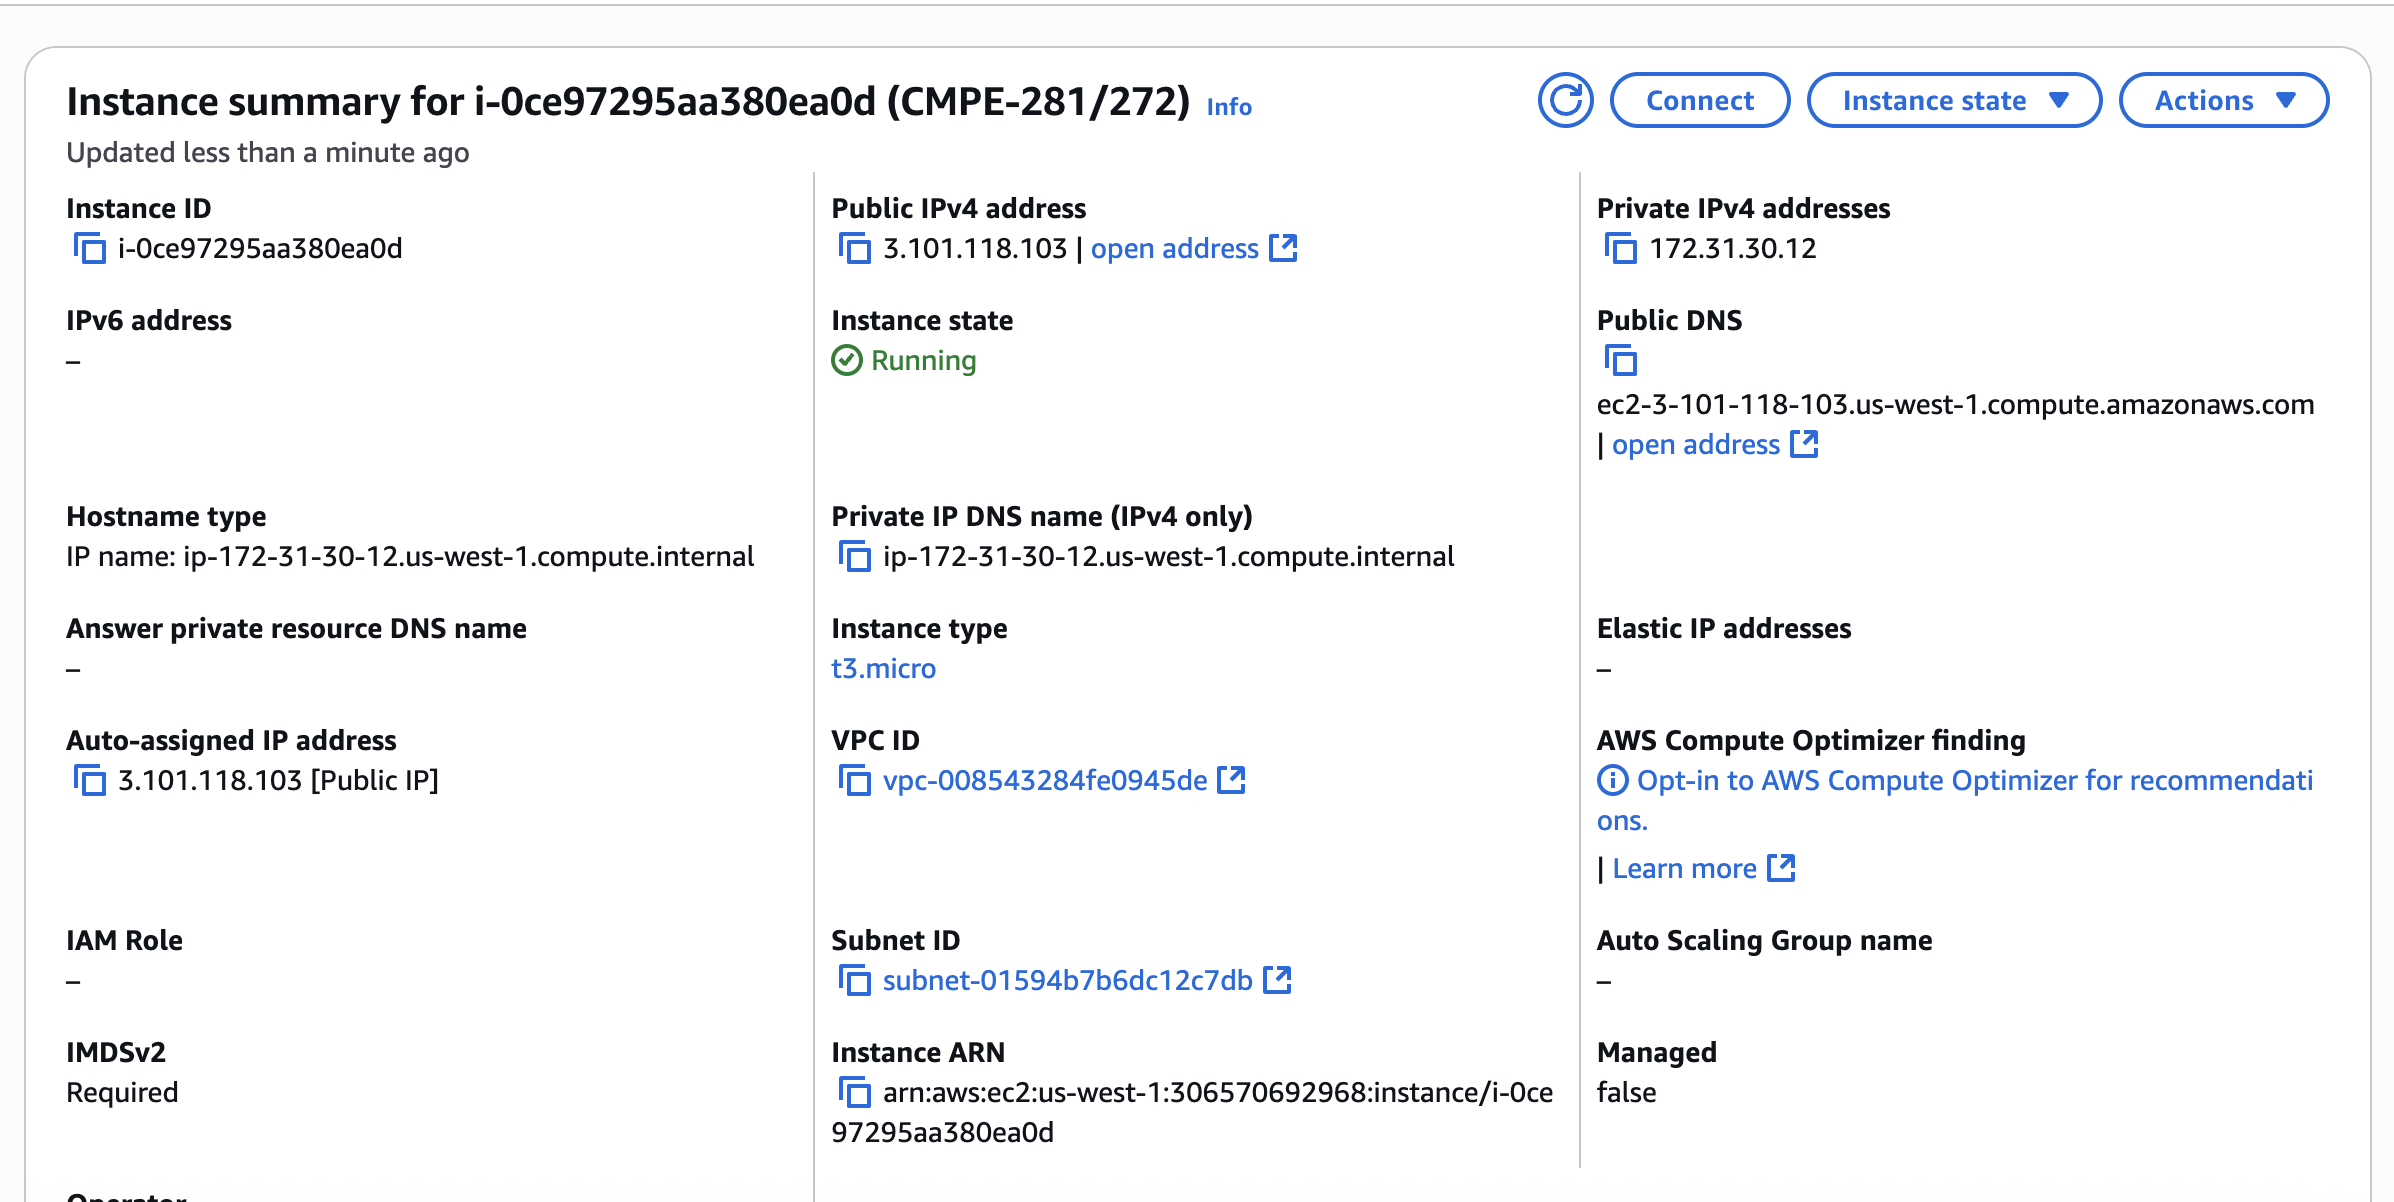 Instance summary for i-0ce97295aa380ea0d (CMPE-281/272) Info
Connect
Instance state
Actions
Updated less than a minute ago
Instance ID
i-0ce97295aa380ea0d
Public IPv4 address
3.101.118.103 | open address
Private IPv4 addresses
172.31.30.12
IPv6 address
–
Instance state
Running
Public DNS
ec2-3-101-118-103.us-west-1.compute.amazonaws.com
| open address
Hostname type
IP name: ip-172-31-30-12.us-west-1.compute.internal
Private IP DNS name (IPv4 only)
ip-172-31-30-12.us-west-1.compute.internal
Answer private resource DNS name
–
Instance type
t3.micro
Elastic IP addresses
–
Auto-assigned IP address
3.101.118.103 [Public IP]
VPC ID
vpc-008543284fe0945de
AWS Compute Optimizer finding
Opt-in to AWS Compute Optimizer for recommendati
ons.
| Learn more
IAM Role
–
Subnet ID
subnet-01594b7b6dc12c7db
Auto Scaling Group name
–
IMDSv2
Required
Instance ARN
arn:aws:ec2:us-west-1:306570692968:instance/i-0ce
97295aa380ea0d
Managed
false
Operator